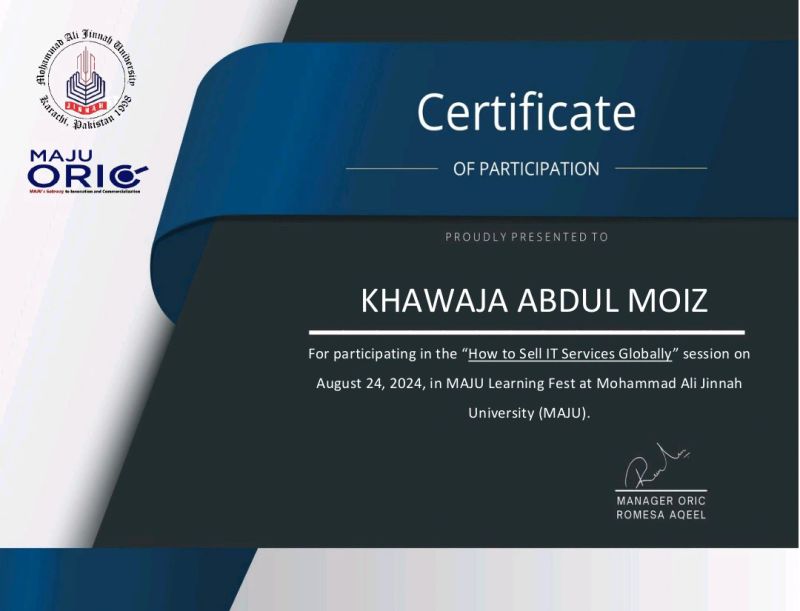 Mohammad Ali Jinnah University
JINNAH
Karachi, Pakistan 1998
MAJU
ORIC
MAJU's Gateway to Innovation and Commercialization
Certificate
OF PARTICIPATION
PROUDLY PRESENTED TO
KHAWAJA ABDUL MOIZ
For participating in the “How to Sell IT Services Globally” session on
August 24, 2024, in MAJU Learning Fest at Mohammad Ali Jinnah
University (MAJU).
MANAGER ORIC
ROMESA AQEEL